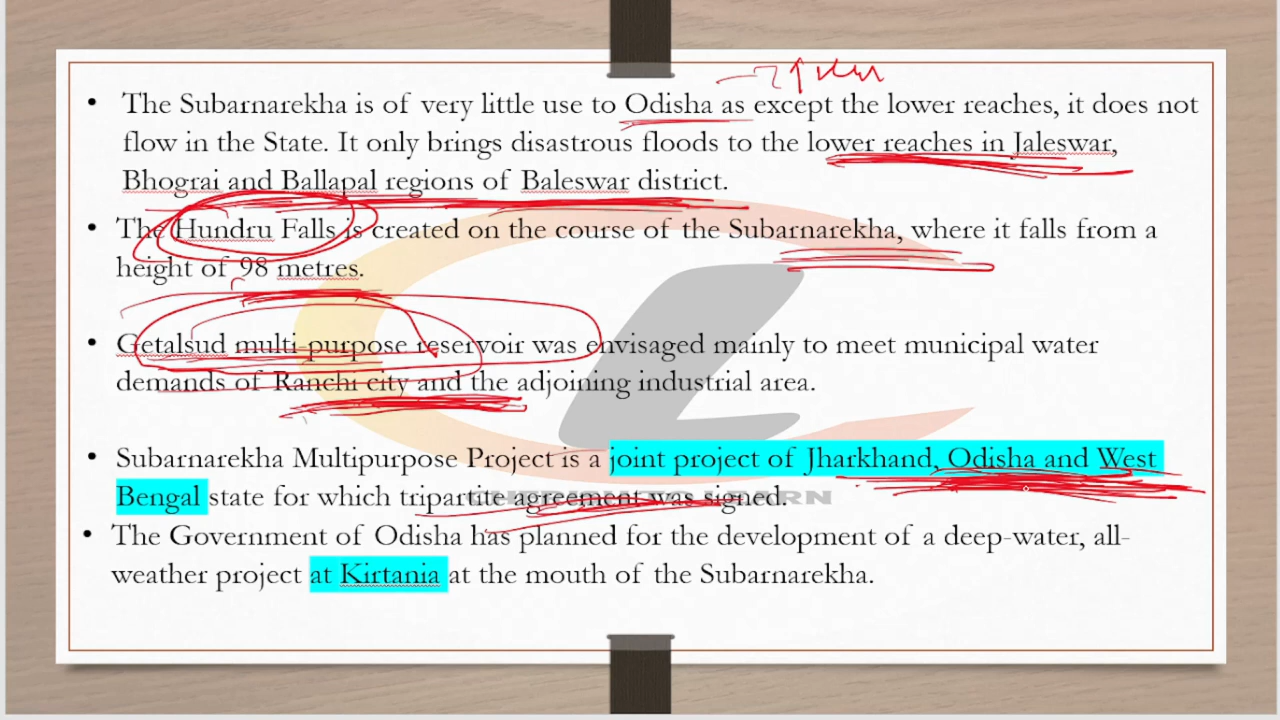 • The Subarnarekha is of very little use to Odisha as except the lower reaches, it does not
flow in the State. It only brings disastrous floods to the lower reaches in Jaleswar,
Bhograi and Ballapal regions of Baleswar district.
• The Hundru Falls is created on the course of the Subarnarekha, where it falls from a
height of 98 metres.
• Getalsud multi-purpose reservoir was envisaged mainly to meet municipal water
demands of Ranchi city and the adjoining industrial area.
• Subarnarekha Multipurpose Project is a joint project of Jharkhand, Odisha and West
Bengal state for which tripartite agreement was signed.
• The Government of Odisha has planned for the development of a deep-water, all-
weather project at Kirtania at the mouth of the Subarnarekha.